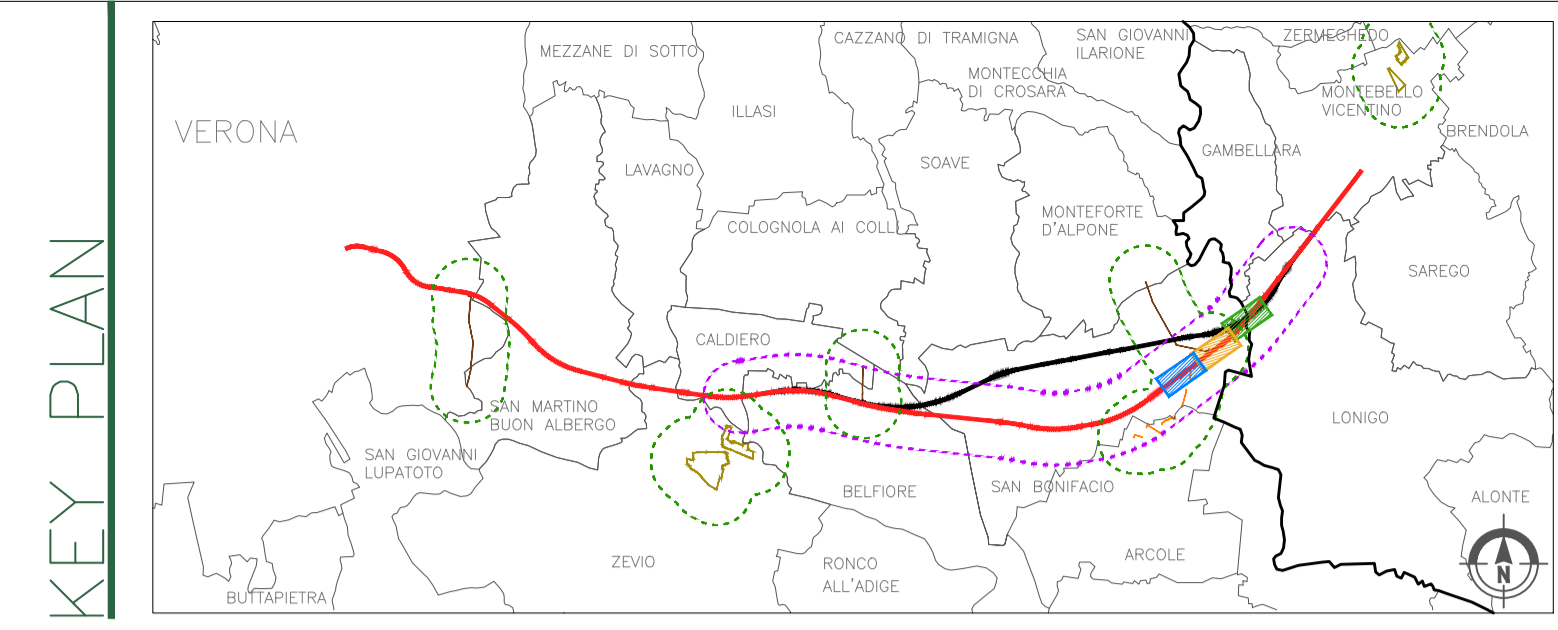 KEY PLAN
MEZZANE DI SOTTO
CAZZANO DI TRAMIGNA
SAN GIOVANNI
ILARIONE
ZERMEGHEDO
MONTECCHIA
DI CROSARA
MONTEBELLO
VICENTINO
ILLASI
VERONA
BRENDOLA
GAMBELLARA
SOAVE
LAVAGNO
MONTEFORTE
D'ALPONE
COLOGNOLA AI COLLI
SAREGO
CALDIERO
SAN MARTINO
BUON ALBERGO
LONIGO
SAN GIOVANNI
LUPATOTO
BELFIORE
SAN BONIFACIO
ALONTE
ZEVIO
RONCO
ALL'ADIGE
ARCOLE
BUTTAPIETRA
N